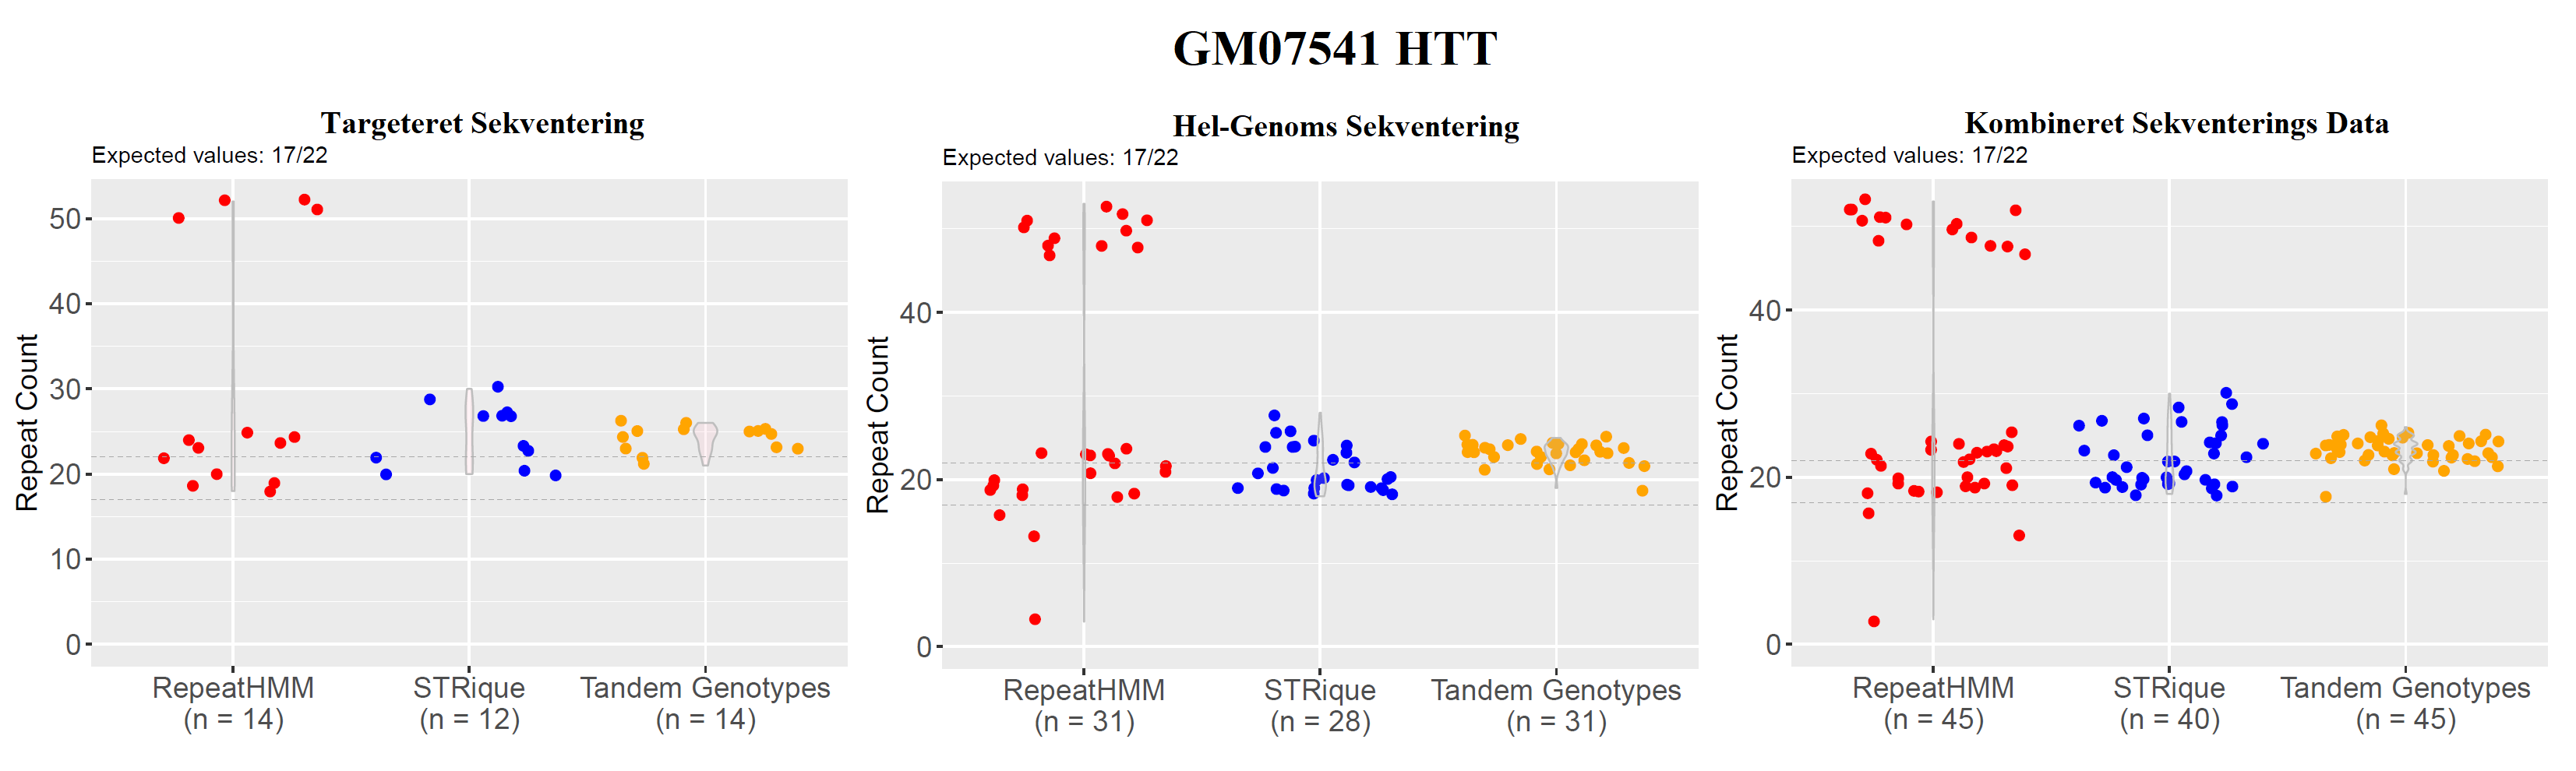 GM07541 HTT
Targeteret Sekventering
Expected values: 17/22
Repeat Count
50
40
30
20
10
0
RepeatHMM
(n = 14)
STRique
(n = 12)
Tandem Genotypes
(n = 14)
Hel-Genoms Sekventering
Expected values: 17/22
Repeat Count
40
20
0
RepeatHMM
(n = 31)
STRique
(n = 28)
Tandem Genotypes
(n = 31)
Kombineret Sekventerings Data
Expected values: 17/22
Repeat Count
40
20
0
RepeatHMM
(n = 45)
STRique
(n = 40)
Tandem Genotypes
(n = 45)